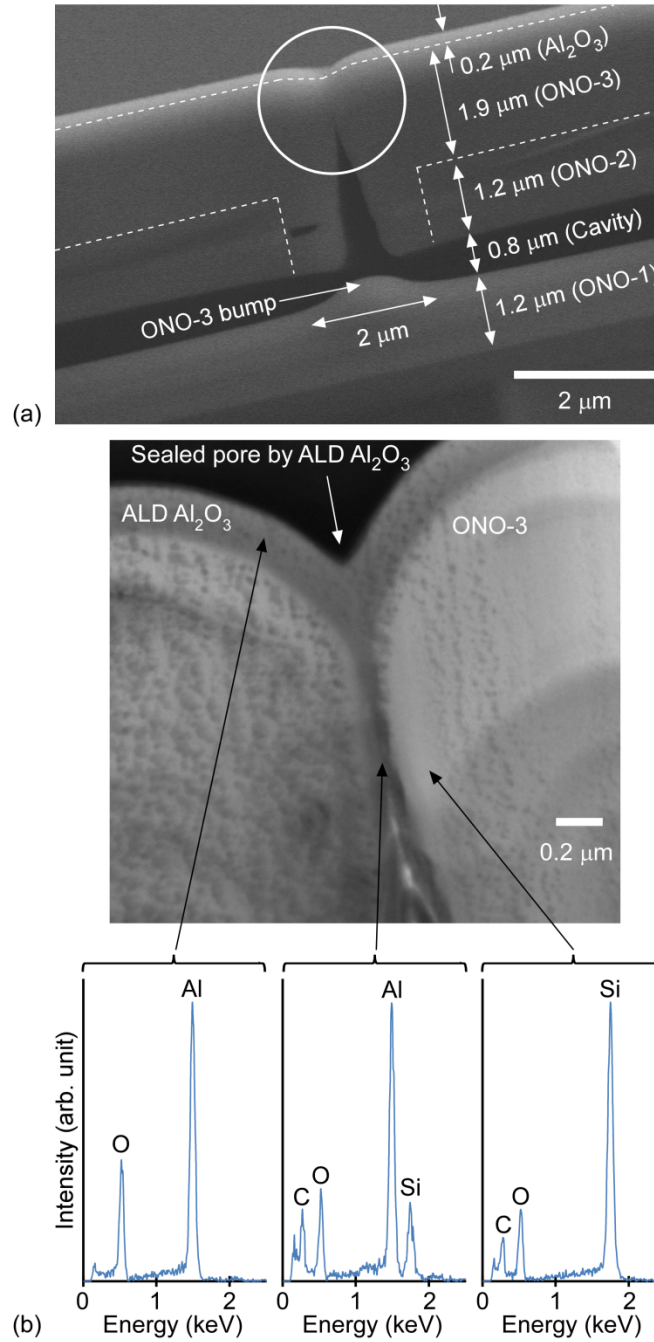 0.2 μm (Al₂O₃)
1.9 μm (ONO-3)
1.2 μm (ONO-2)
0.8 μm (Cavity)
1.2 μm (ONO-1)
ONO-3 bump
2 μm
2 μm
(a)
Sealed pore by ALD Al₂O₃
ALD Al₂O₃
ONO-3
0.2 μm
Intensity (arb. unit)
O
Al
0 1 2
Energy (keV)
C
O
Al
Si
0 1 2
Energy (keV)
C
O
Si
0 1 2
Energy (keV)
(b)